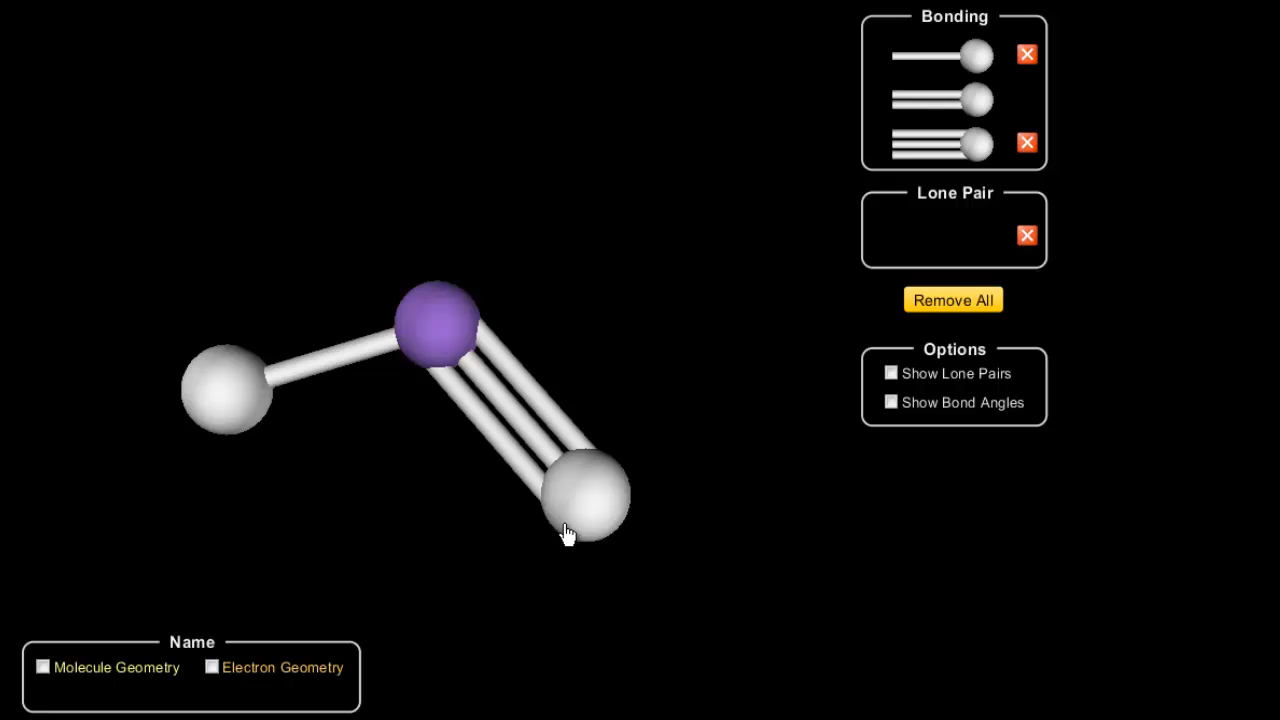 Bonding
Lone Pair
Remove All
Options
Show Lone Pairs
Show Bond Angles
Name
Molecule Geometry
Electron Geometry